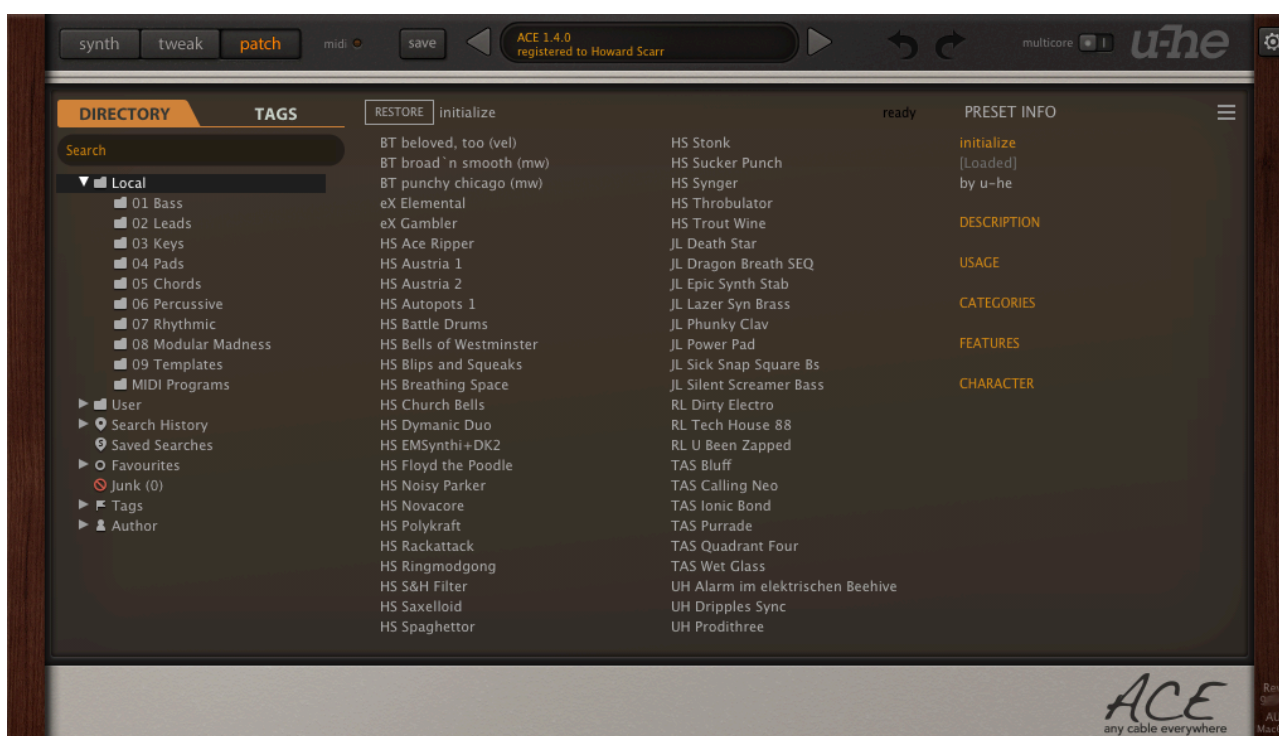 synth tweak patch midi save
ACE 1.4.0
registered to Howard Scarr
multicore u-he
DIRECTORY TAGS
Search
Local
01 Bass
02 Leads
03 Keys
04 Pads
05 Chords
06 Percussive
07 Rhythmic
08 Modular Madness
09 Templates
MIDI Programs
User
Search History
Saved Searches
Favourites
Junk (0)
Tags
Author
RESTORE initialize ready
BT beloved, too (vel)
BT broad`n smooth (mw)
BT punchy chicago (mw)
eX Elemental
eX Gambler
HS Ace Ripper
HS Austria 1
HS Austria 2
HS Autopots 1
HS Battle Drums
HS Bells of Westminster
HS Blips and Squeaks
HS Breathing Space
HS Church Bells
HS Dymanic Duo
HS EMSynthi+DK2
HS Floyd the Poodle
HS Noisy Parker
HS Novacore
HS Polykraft
HS Rackattack
HS Ringmodgong
HS S&H Filter
HS Saxelloid
HS Spaghettor
HS Stonk
HS Sucker Punch
HS Synger
HS Throbulator
HS Trout Wine
JL Death Star
JL Dragon Breath SEQ
JL Epic Synth Stab
JL Lazer Syn Brass
JL Phunky Clav
JL Power Pad
JL Sick Snap Square Bs
JL Silent Screamer Bass
RL Dirty Electro
RL Tech House 88
RL U Been Zapped
TAS Bluff
TAS Calling Neo
TAS Ionic Bond
TAS Purrade
TAS Quadrant Four
TAS Wet Glass
UH Alarm im elektrischen Beehive
UH Dripples Sync
UH Prodithree
PRESET INFO
initialize
[Loaded]
by u-he
DESCRIPTION
USAGE
CATEGORIES
FEATURES
CHARACTER
ACE
any cable everywhere